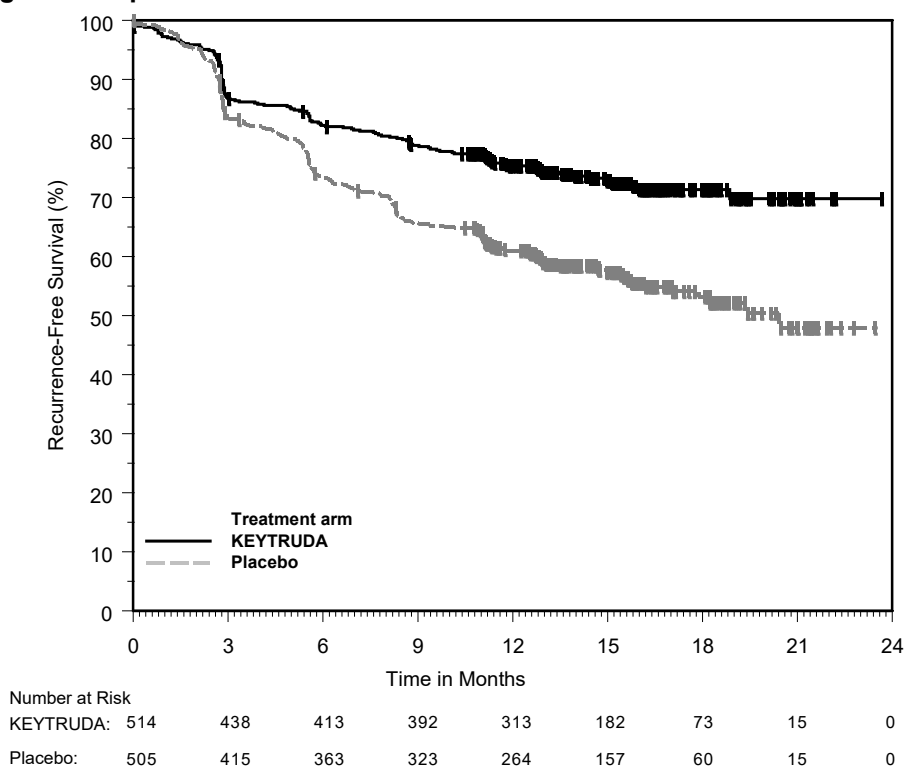 100
90
80
70
60
50
40
30
20
10
0
Recurrence-Free Survival (%)
Treatment arm
KEYTRUDA
Placebo
0 3 6 9 12 15 18 21 24
Time in Months
Number at Risk
KEYTRUDA: 514 438 413 392 313 182 73 15 0
Placebo: 505 415 363 323 264 157 60 15 0